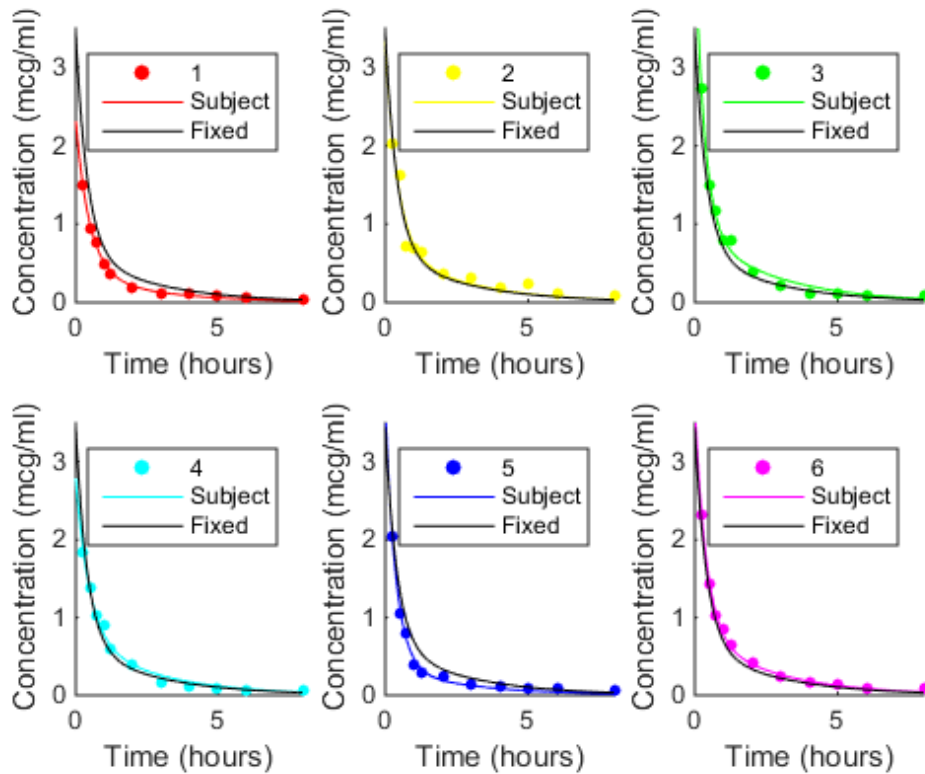 Concentration (mcg/ml)
3
2
1
0
1
Subject
Fixed
0
5
Time (hours)
Concentration (mcg/ml)
3
2
1
0
2
Subject
Fixed
0
5
Time (hours)
Concentration (mcg/ml)
3
2
1
0
3
Subject
Fixed
0
5
Time (hours)
Concentration (mcg/ml)
3
2
1
0
4
Subject
Fixed
0
5
Time (hours)
Concentration (mcg/ml)
3
2
1
0
5
Subject
Fixed
0
5
Time (hours)
Concentration (mcg/ml)
3
2
1
0
6
Subject
Fixed
0
5
Time (hours)